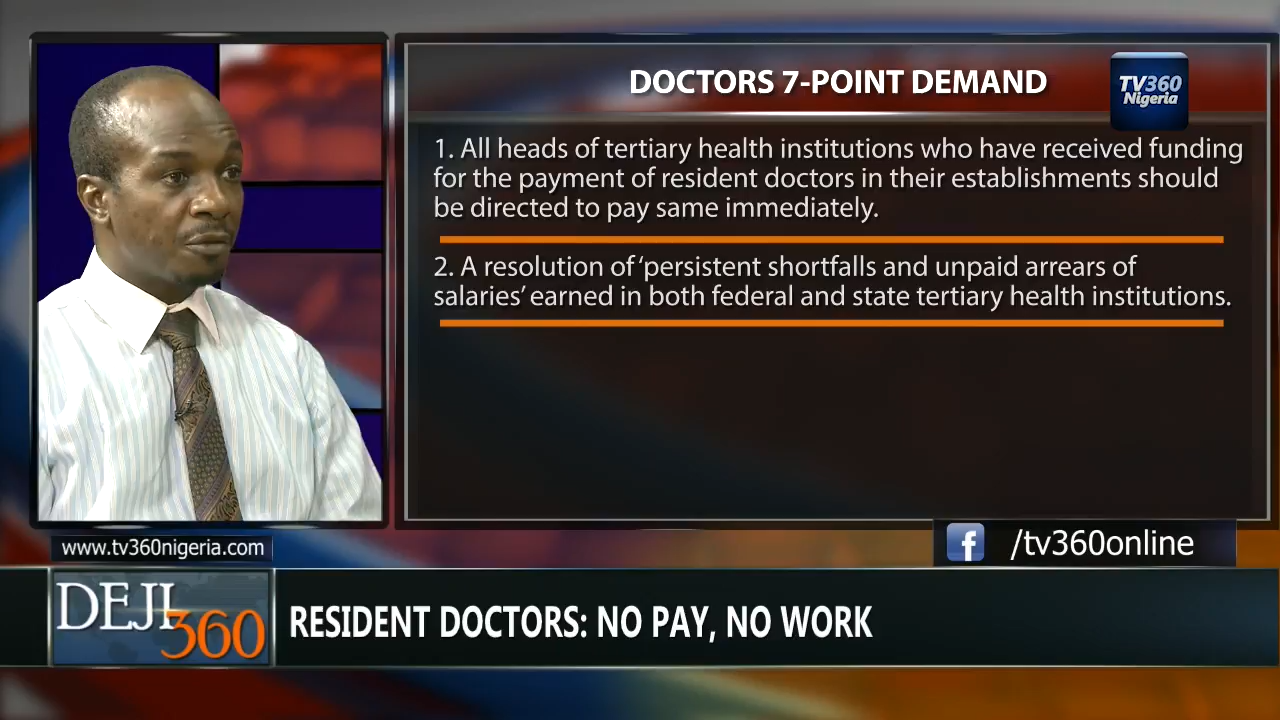 DOCTORS 7-POINT DEMAND
TV360
Nigeria
1. All heads of tertiary health institutions who have received funding
for the payment of resident doctors in their establishments should
be directed to pay same immediately.
2. A resolution of ‘persistent shortfalls and unpaid arrears of
salaries’ earned in both federal and state tertiary health institutions.
www.tv360nigeria.com
f /tv360online
DEJI
360
RESIDENT DOCTORS: NO PAY, NO WORK